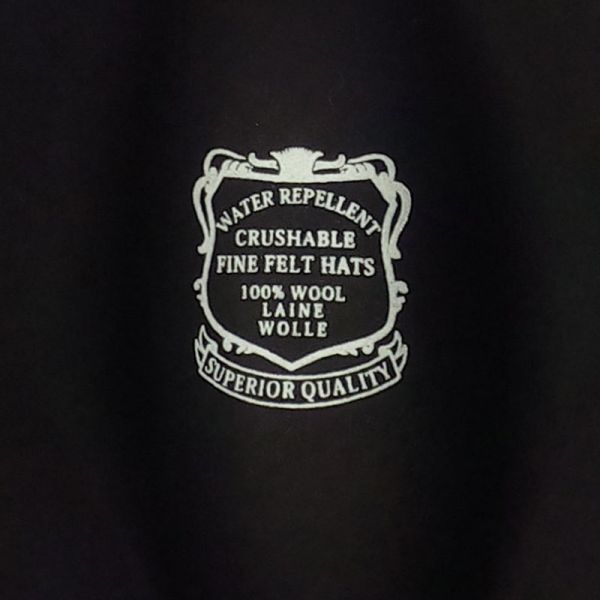 WATER REPELLENT
CRUSHABLE
FINE FELT HATS
100% WOOL
LAINE
WOLLE
SUPERIOR QUALITY